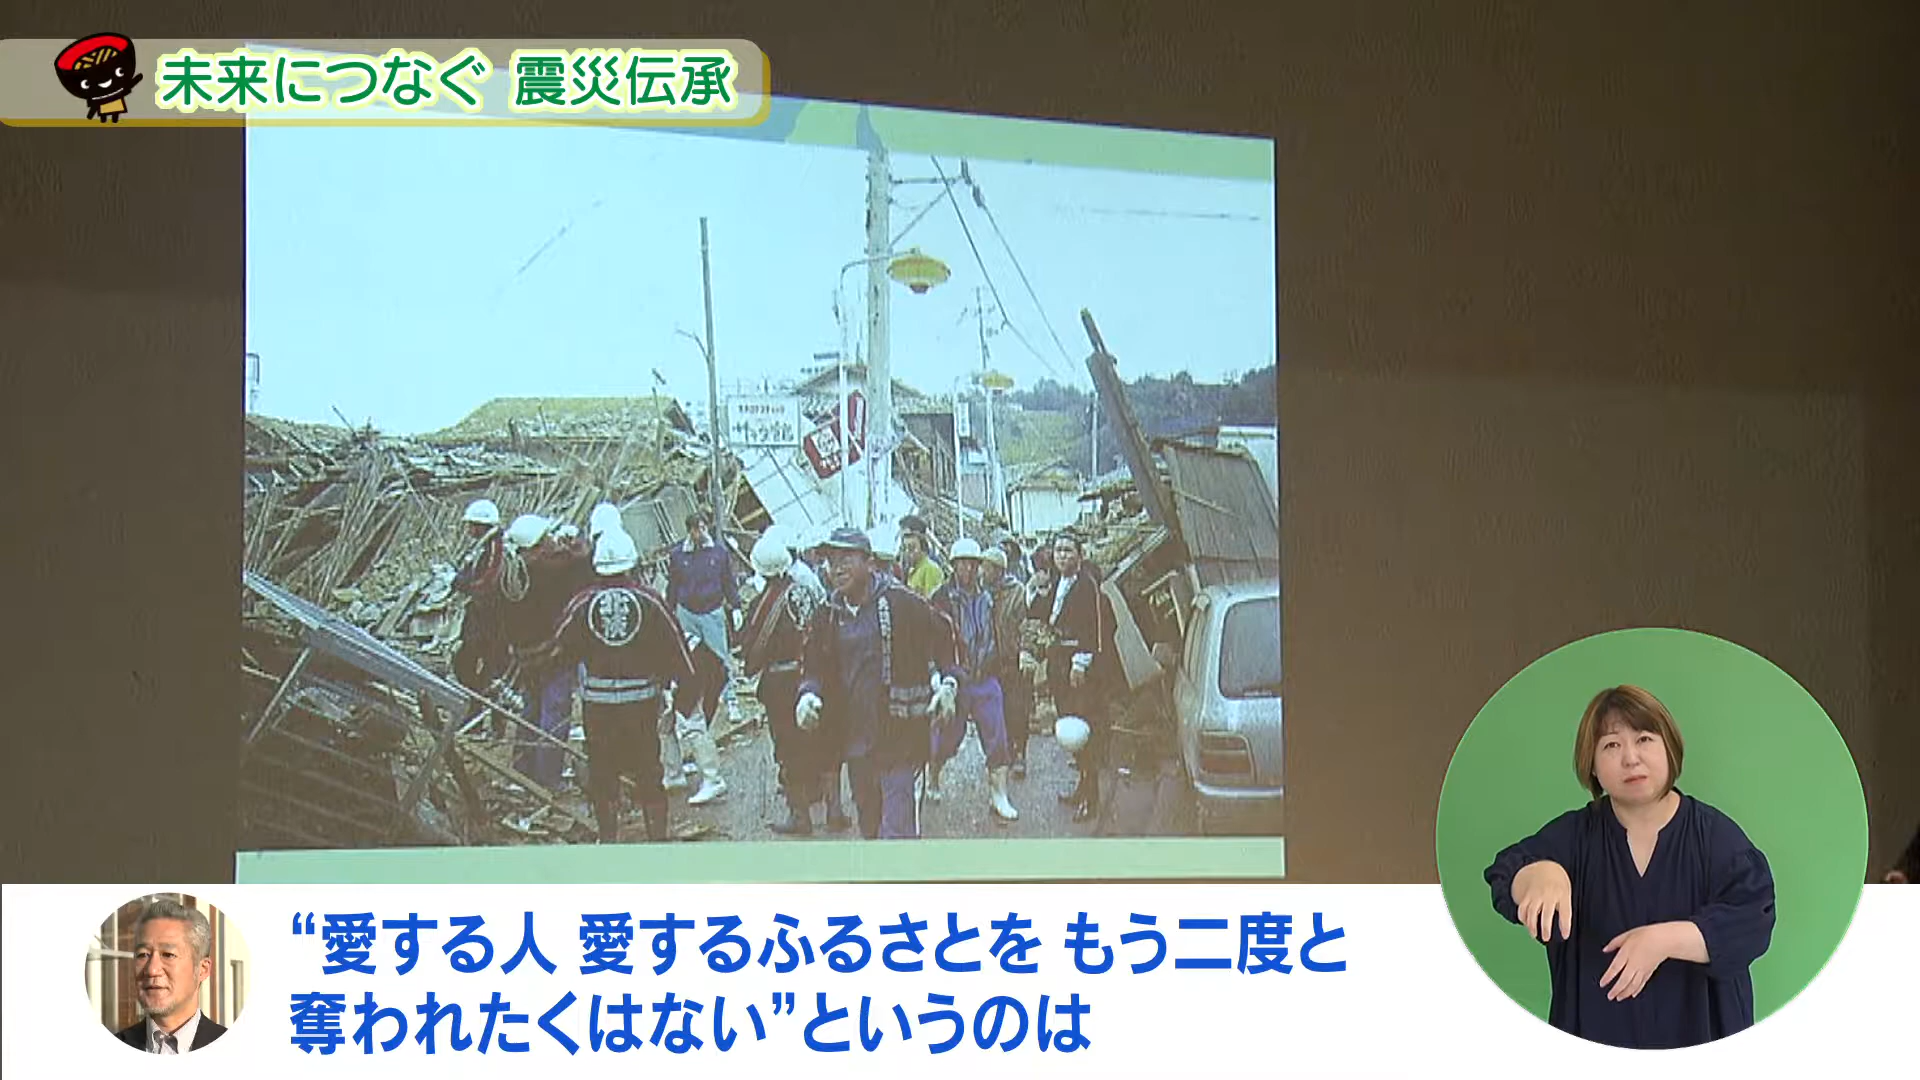 未来につなぐ 震災伝承
“愛する人 愛するふるさとを もう二度と
奪われたくはない”というのは